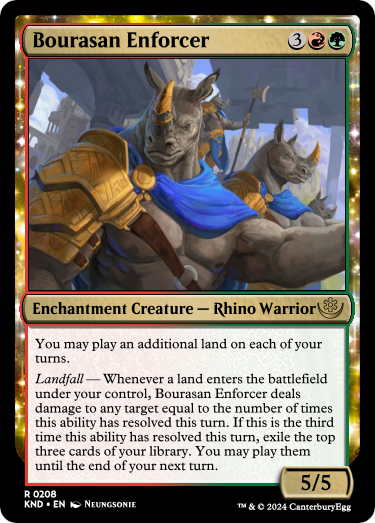 Bourasan Enforcer 3
Enchantment Creature — Rhino Warrior
You may play an additional land on each of your
turns.
Landfall — Whenever a land enters the battlefield
under your control, Bourasan Enforcer deals
damage to any target equal to the number of times
this ability has resolved this turn. If this is the third
time this ability has resolved this turn, exile the top
three cards of your library. You may play them
until the end of your next turn.
5/5
R 0208
KND • EN Neungsonie
™ & © 2024 CanterburyEgg